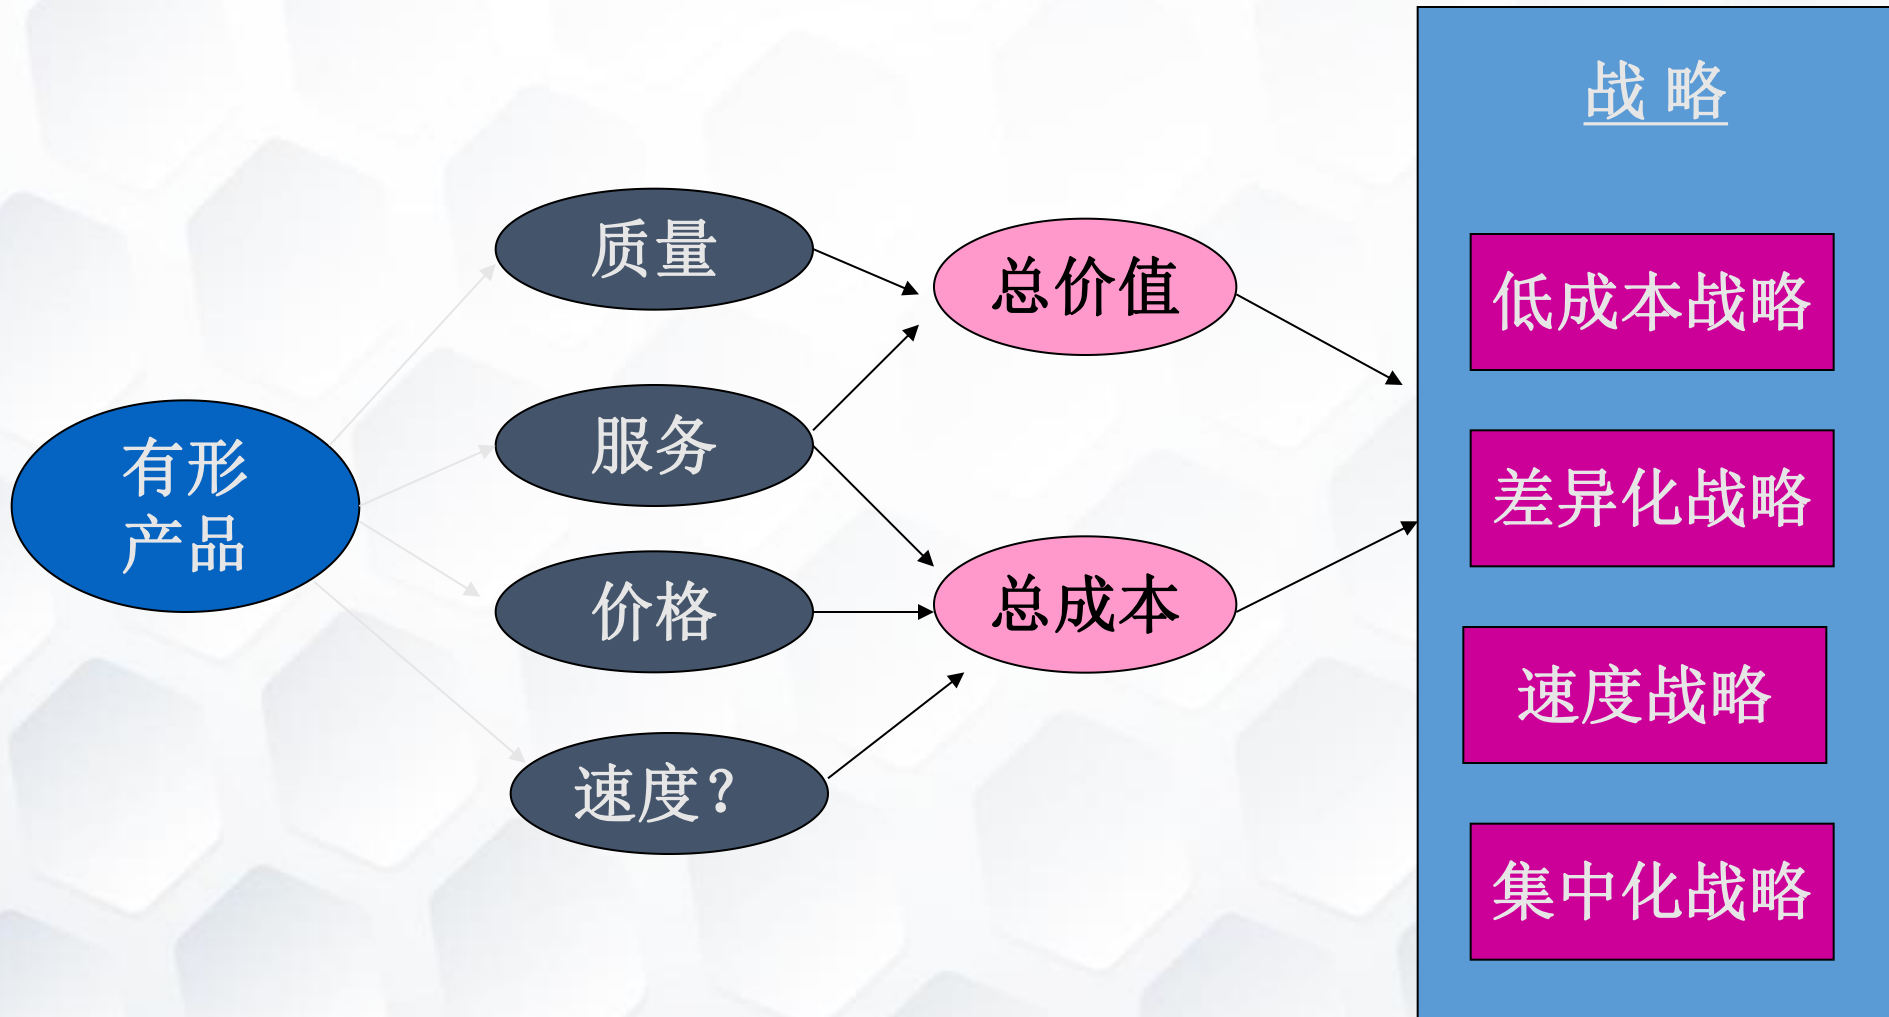 有形
产品
质量
服务
价格
速度？
总价值
总成本
战 略
低成本战略
差异化战略
速度战略
集中化战略